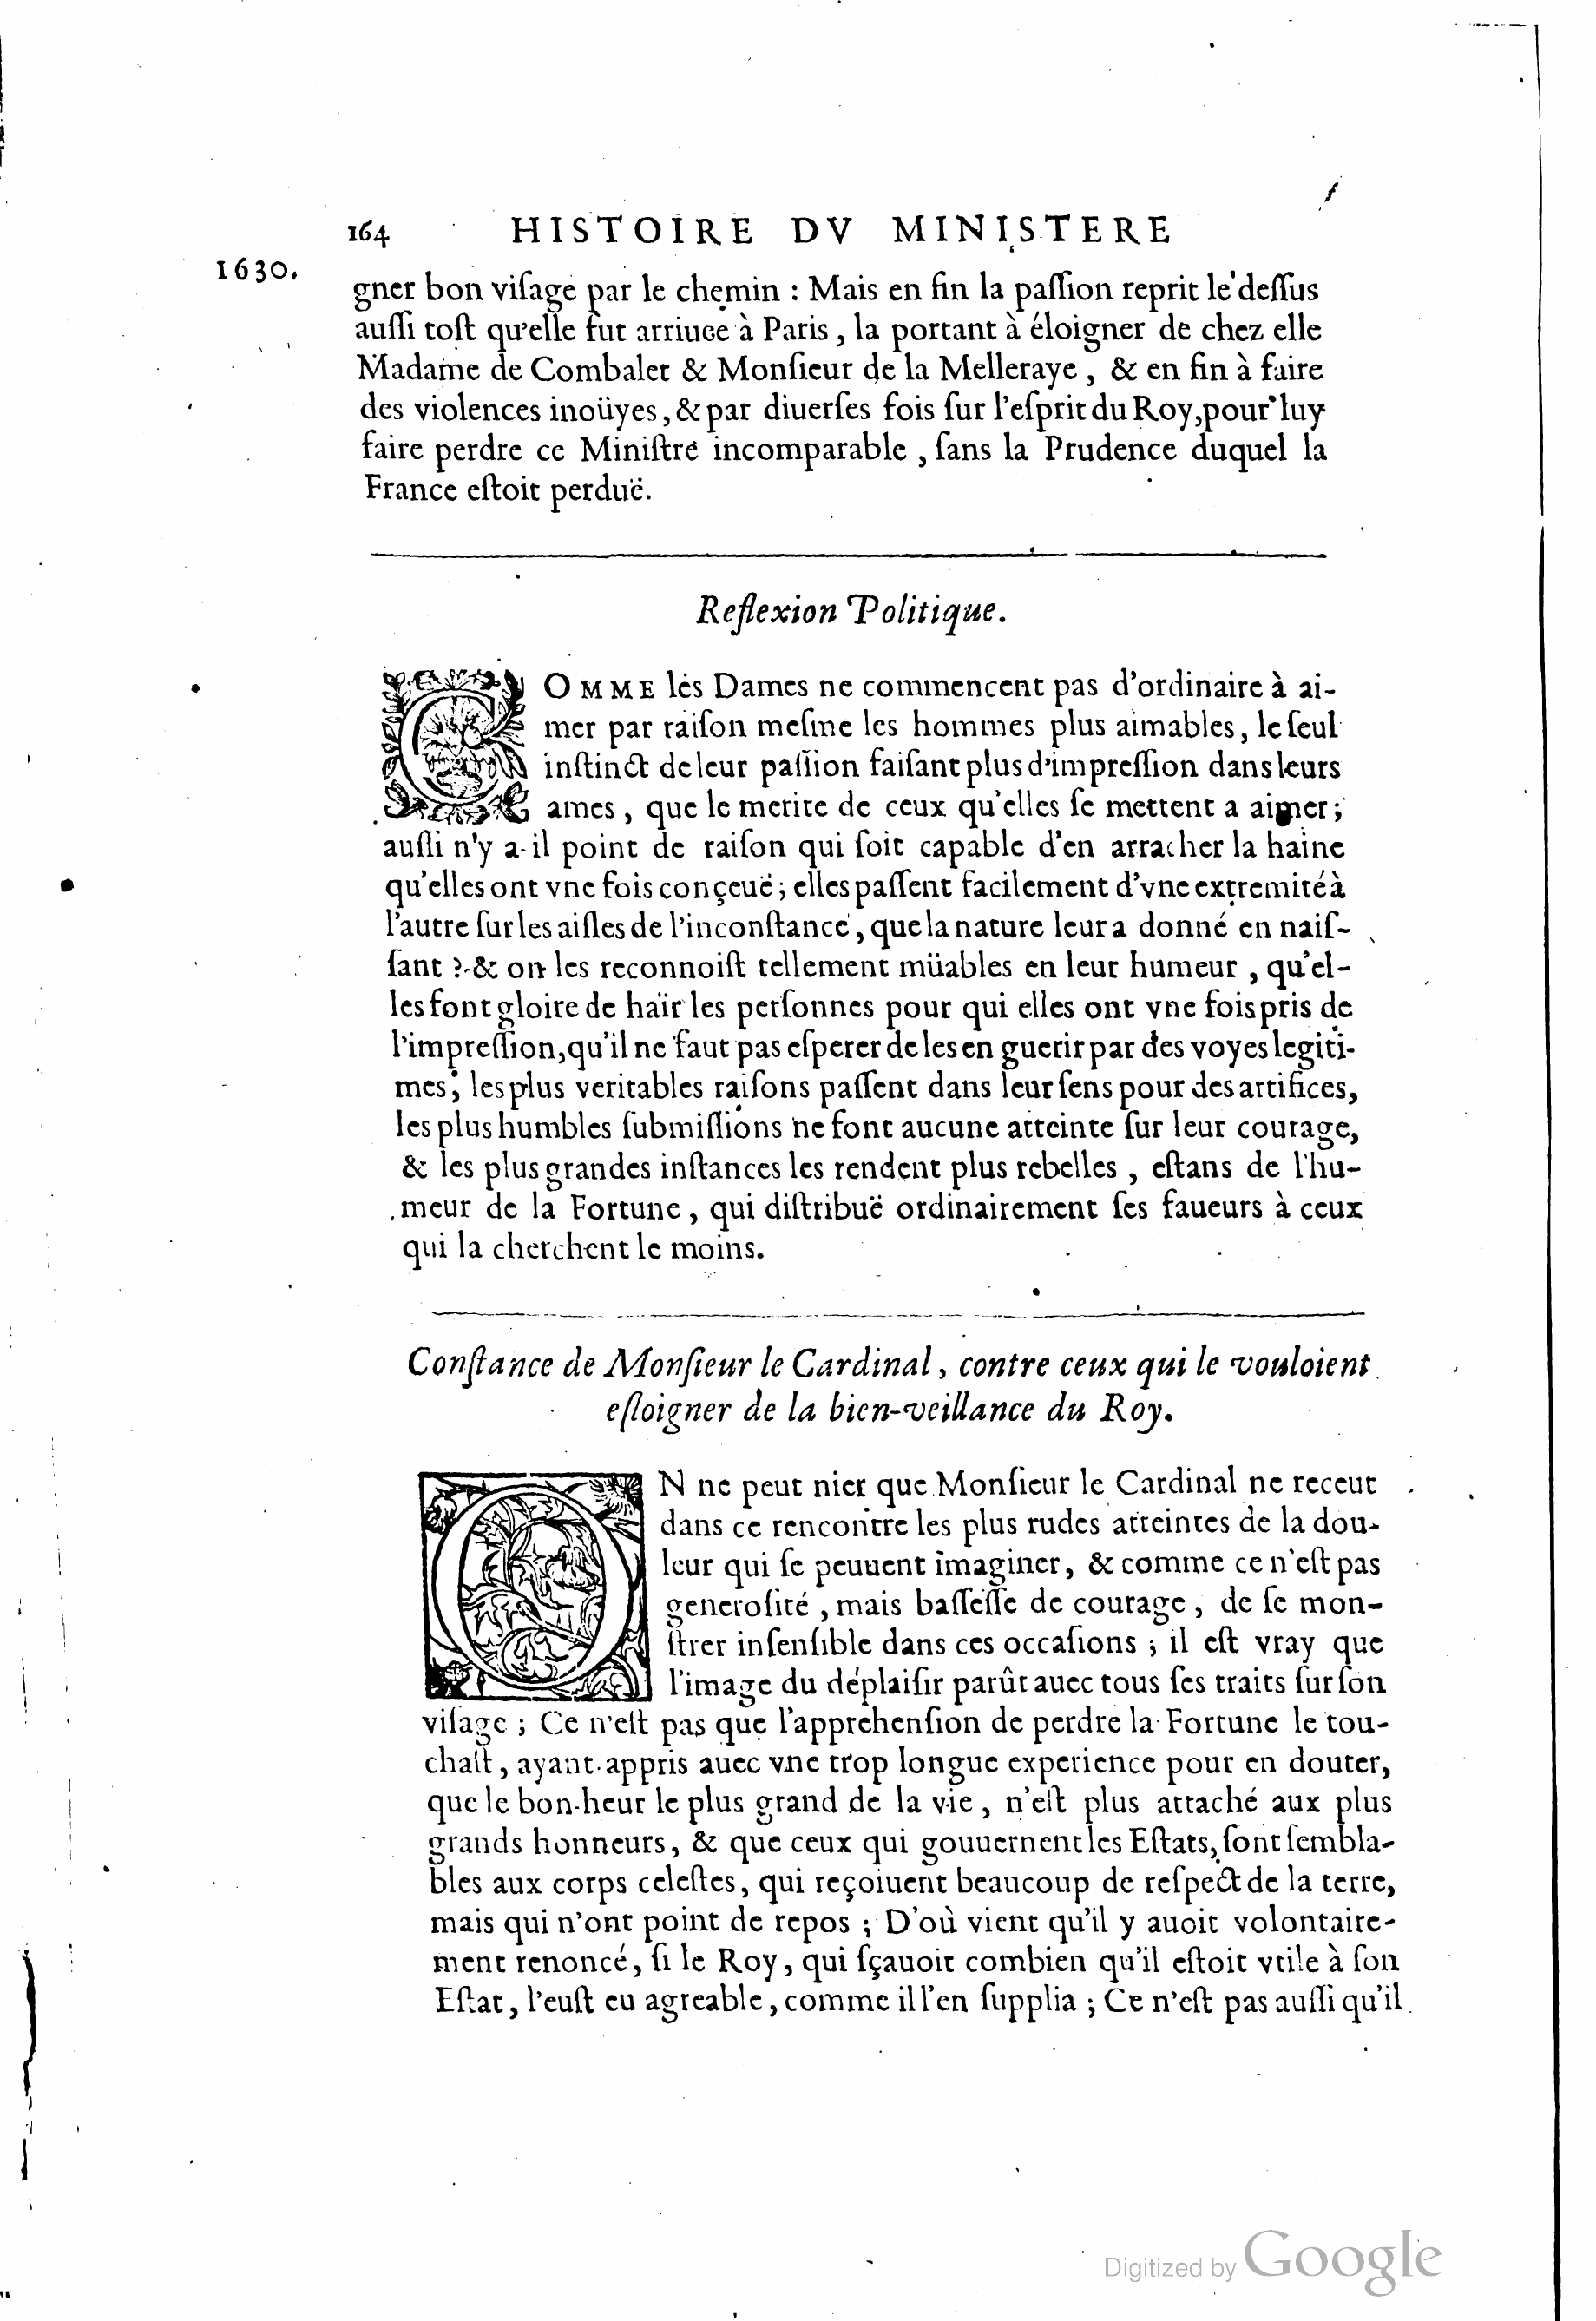 164 HISTOIRE DV MINISTERE
1630.
gner bon viſage par le chemin : Mais en fin la paſſion reprit le deſſus
auſſi toſt qu'elle fut arriuee à Paris, la portant à éloigner de chez elle
Madame de Combalet & Monſieur de la Melleraye, & en fin à faire
des violences inoüyes, & par diuerſes fois ſur l'eſprit du Roy, pour luy
faire perdre ce Miniſtre incomparable, ſans la Prudence duquel la
France eſtoit perduë.
Reflexion Politique.
COMME les Dames ne commencent pas d'ordinaire à ai-
mer par raiſon meſme les hommes plus aimables, le ſeul
inſtinct de leur paſſion faiſant plus d'impreſſion dans leurs
ames, que le merite de ceux qu'elles ſe mettent a aimer;
auſſi n'y a-il point de raiſon qui ſoit capable d'en arracher la haine
qu'elles ont vne fois conçeuë; elles paſſent facilement d'vne extremité à
l'autre ſur les aiſles de l'inconſtance, que la nature leur a donné en naiſ-
ſant ? & on les reconnoiſt tellement müables en leur humeur, qu'el-
les font gloire de haïr les perſonnes pour qui elles ont vne fois pris de
l'impreſſion, qu'il ne faut pas eſperer de les en guerir par des voyes legiti-
mes; les plus veritables raiſons paſſent dans leur ſens pour des artifices,
les plus humbles ſubmiſſions ne font aucune atteinte ſur leur courage,
& les plus grandes inſtances les rendent plus rebelles, eſtans de l'hu-
meur de la Fortune, qui diſtribuë ordinairement ſes faueurs à ceux
qui la cherchent le moins.
Conſtance de Monſieur le Cardinal, contre ceux qui le vouloient
eſloigner de la bien-veillance du Roy.
ON ne peut nier que Monſieur le Cardinal ne receut
dans ce rencontre les plus rudes atteintes de la dou-
leur qui ſe peuuent imaginer, & comme ce n'eſt pas
generoſité, mais baſſeſſe de courage, de ſe mon-
ſtrer inſenſible dans ces occaſions; il eſt vray que
l'image du déplaiſir parût auec tous ſes traits ſur ſon
viſage; Ce n'eſt pas que l'apprehenſion de perdre la Fortune le tou-
chaſt, ayant appris auec vne trop longue experience pour en douter,
que le bon-heur le plus grand de la vie, n'eſt plus attaché aux plus
grands honneurs, & que ceux qui gouuernent les Eſtats, ſont ſembla-
bles aux corps celeſtes, qui reçoiuent beaucoup de reſpect de la terre,
mais qui n'ont point de repos; D'où vient qu'il y auoit volontaire-
ment renoncé, ſi le Roy, qui ſçauoit combien qu'il eſtoit vtile à ſon
Eſtat, l'euſt eu agreable, comme il l'en ſupplia; Ce n'eſt pas auſſi qu'il
Digitized by Google